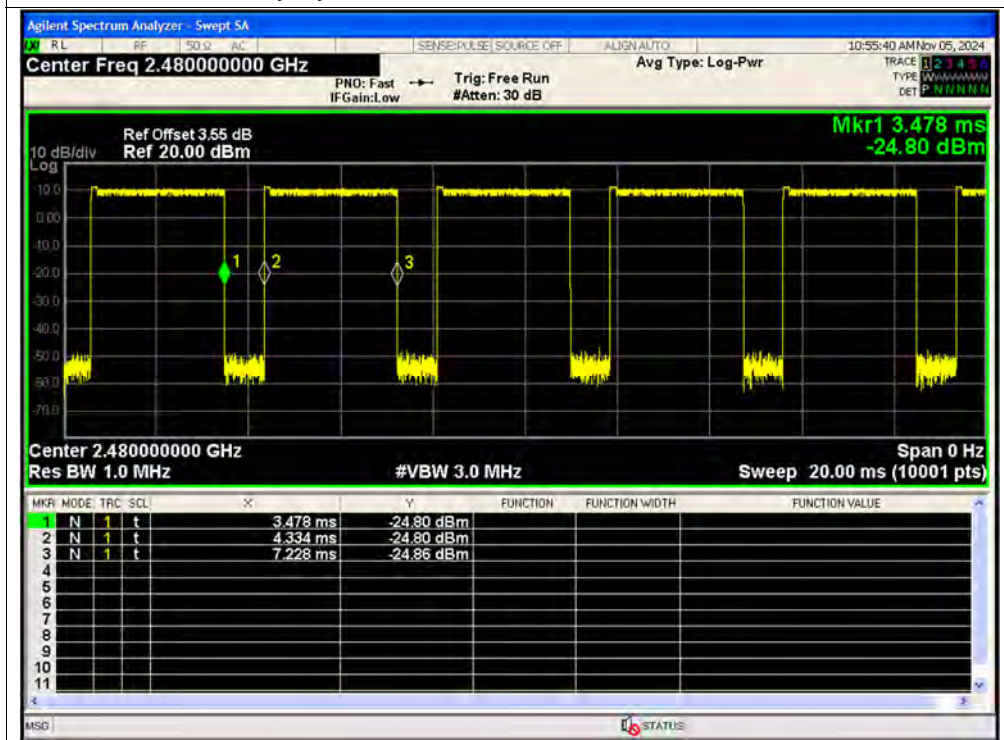 Agilent Spectrum Analyzer - Swept SA
RL RF 50 Ω AC SENSE:PULSE SOURCE OFF ALIGN AUTO 10:55:40 AM Nov 05, 2024
Center Freq 2.480000000 GHz
PNO: Fast
IFGain:Low
Trig: Free Run
#Atten: 30 dB
Avg Type: Log-Pwr
TRACE 1 2 3 4 5 6
TYPE W
DET P N N N N N
Mkr1 3.478 ms
-24.80 dBm
Ref Offset 3.55 dB
10 dB/div Ref 20.00 dBm
Log
10.0
0.00
-10.0
-20.0
-30.0
-40.0
-50.0
-60.0
-70.0
1 2 3
Center 2.480000000 GHz Span 0 Hz
Res BW 1.0 MHz #VBW 3.0 MHz Sweep 20.00 ms (10001 pts)
MKR MODE TRC SCL X Y FUNCTION FUNCTION WIDTH FUNCTION VALUE
1 N 1 t 3.478 ms -24.80 dBm
2 N 1 t 4.334 ms -24.80 dBm
3 N 1 t 7.228 ms -24.86 dBm
4
5
6
7
8
9
10
11
MSG STATUS